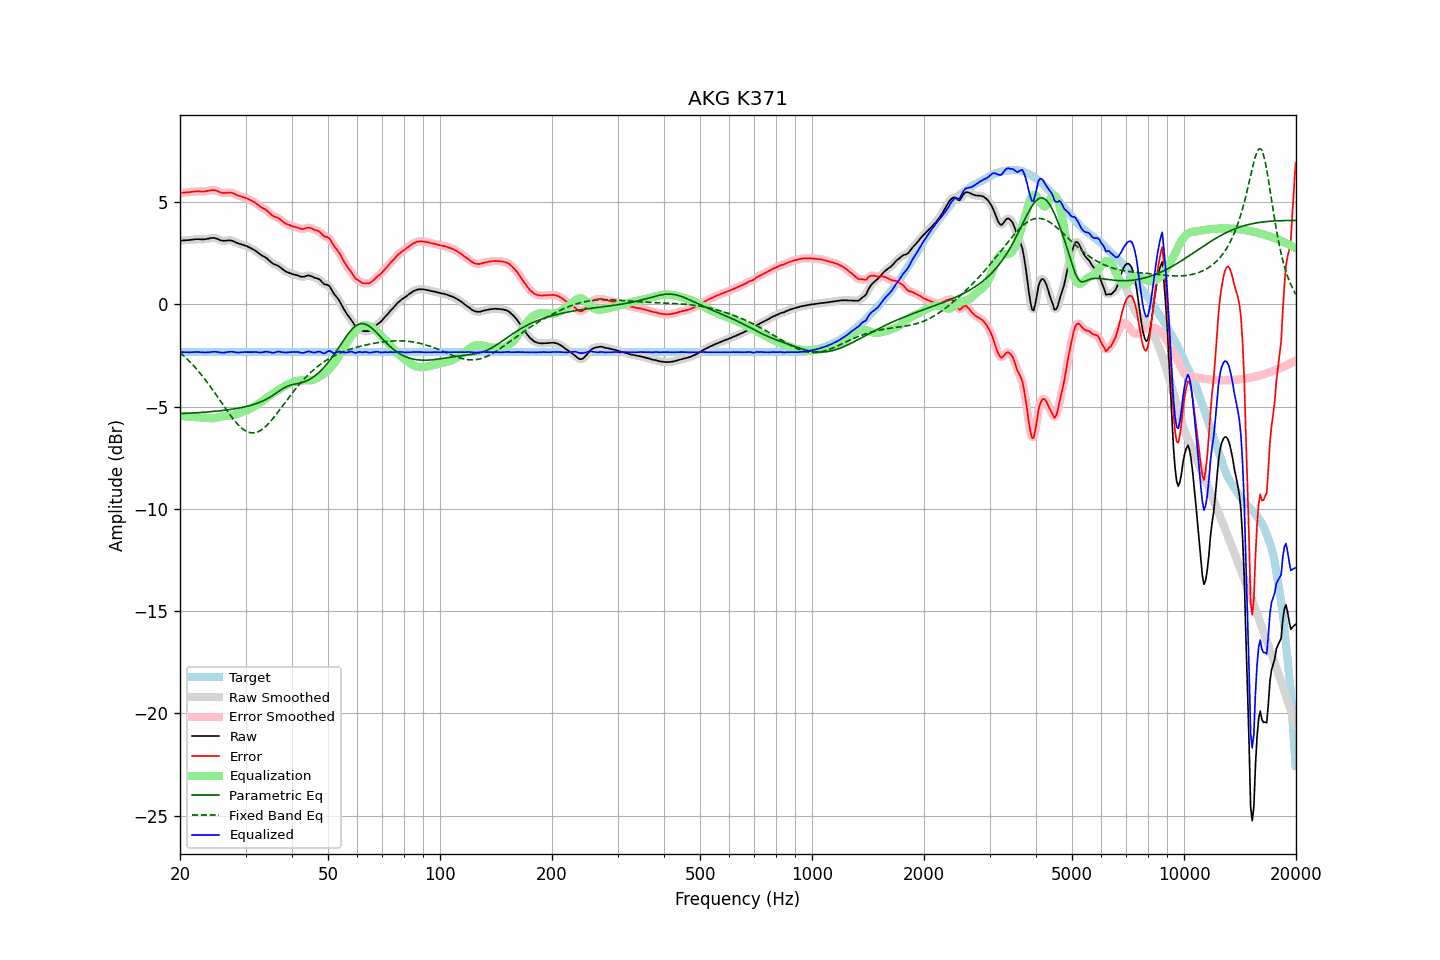 AKG K371
Amplitude (dBr)
5
0
−5
−10
−15
−20
−25
Target
Raw Smoothed
Error Smoothed
Raw
Error
Equalization
Parametric Eq
Fixed Band Eq
Equalized
20 50 100 200 500 1000 2000 5000 10000 20000
Frequency (Hz)